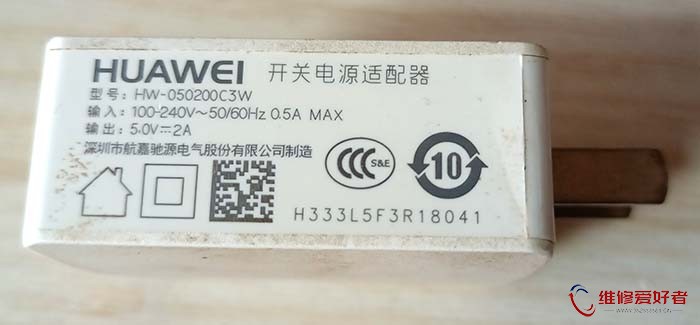 HUAWEI 开关电源适配器
型号: HW-050200C3W
输入: 100-240V～50/60Hz 0.5A MAX
输出: 5.0V⎓2A
深圳市航嘉驰源电气股份有限公司制造
CCC S&E
10
H333L5F3R18041
维修爱好者